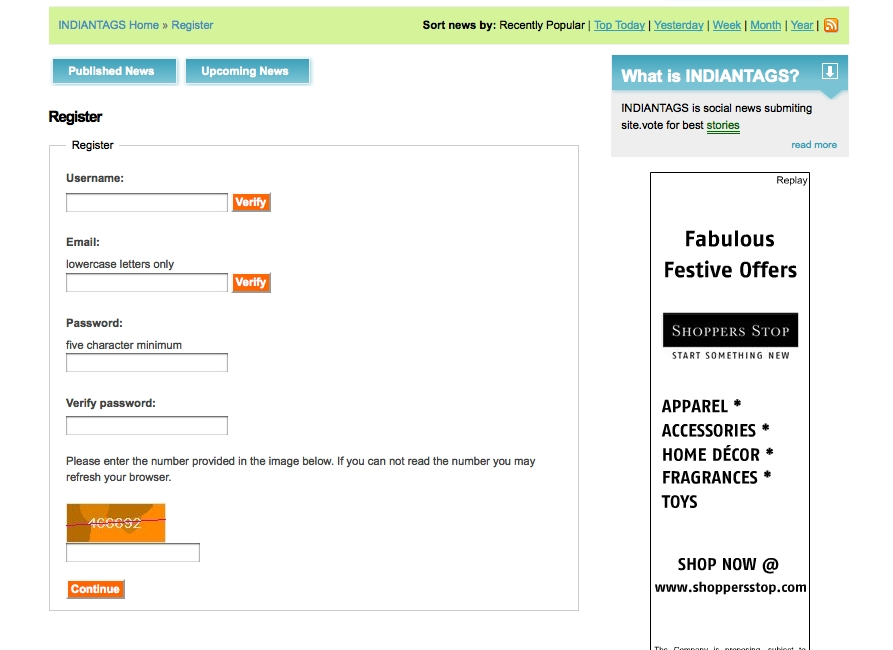 INDIANTAGS Home » Register
Sort news by: Recently Popular | Top Today | Yesterday | Week | Month | Year |
Published News
Upcoming News
Register
Register
Username:
Verify
Email:
lowercase letters only
Verify
Password:
five character minimum
Verify password:
Please enter the number provided in the image below. If you can not read the number you may
refresh your browser.
Continue
What is INDIANTAGS?
INDIANTAGS is social news submiting
site.vote for best stories
read more
Replay
Fabulous
Festive Offers
SHOPPERS STOP
START SOMETHING NEW
APPAREL *
ACCESSORIES *
HOME DÉCOR *
FRAGRANCES *
TOYS
SHOP NOW @
www.shoppersstop.com
The Company is proposing, subject to